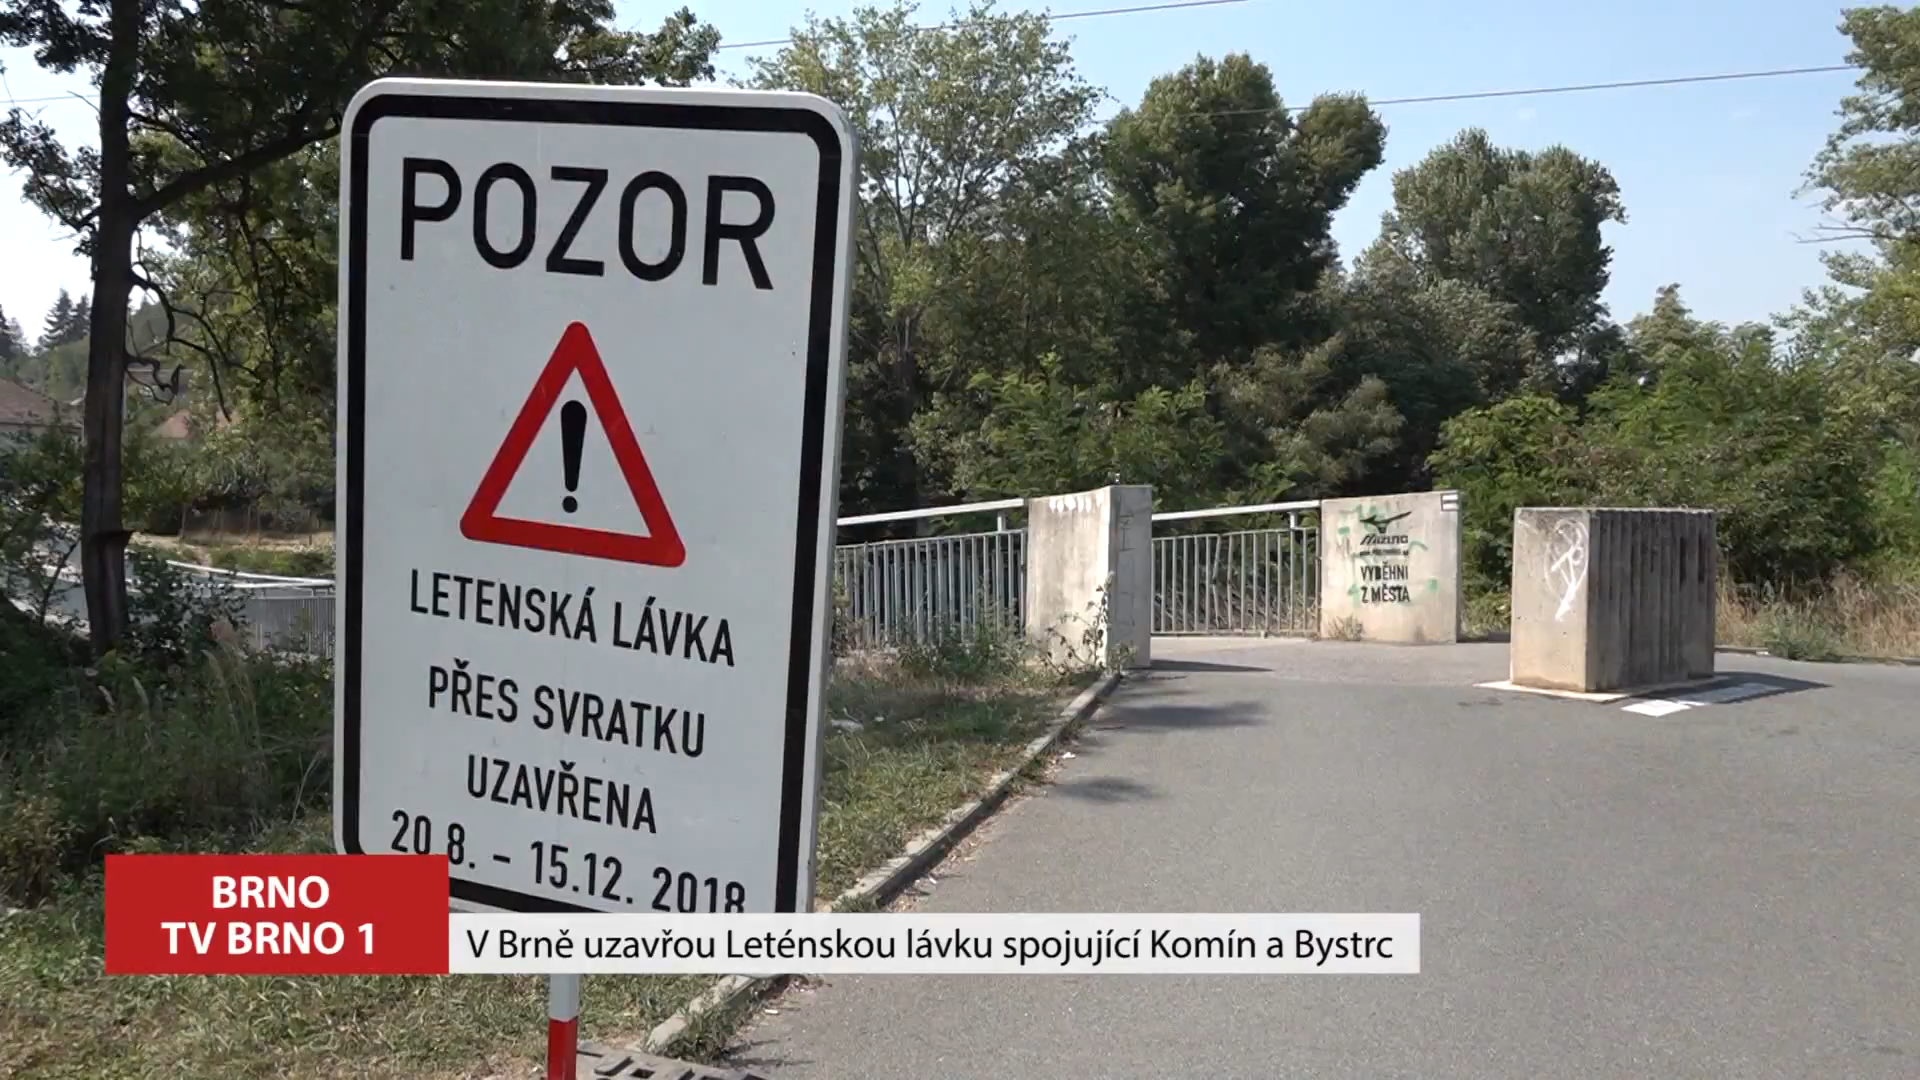 POZOR
LETENSKÁ LÁVKA
PŘES SVRATKU
UZAVŘENA
20.8. – 15.12. 2018
MIZUNO
VYBĚHNI
Z MĚSTA
BRNO
TV BRNO 1
V Brně uzavřou Leténskou lávku spojující Komín a Bystrc